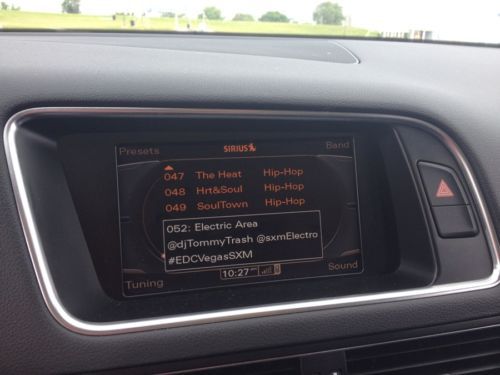 Presets SIRIUS Band
047 The Heat Hip-Hop
048 Hrt&Soul Hip-Hop
049 SoulTown Hip-Hop
052: Electric Area
@djTommyTrash @sxmElectro
#EDCVegasSXM
Tuning 10:27 Sound